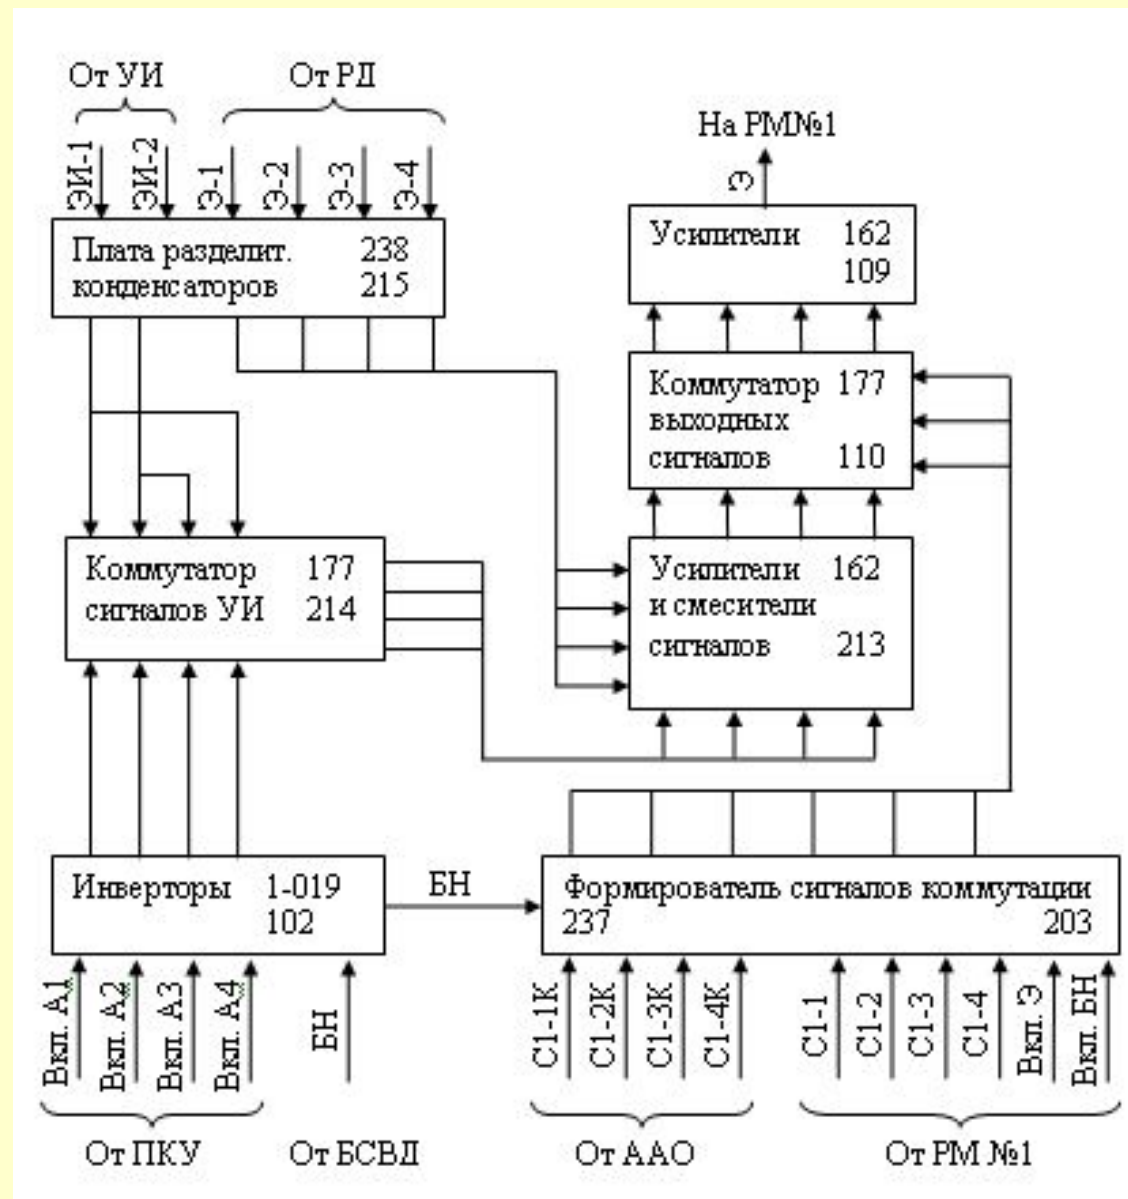 От УИ
От РД
ЭИ-1
ЭИ-2
Э-1
Э-2
Э-3
Э-4
На РМ№1
Э
Плата разделит. 238
конденсаторов 215
Усилители 162
109
Коммутатор 177
выходных
сигналов 110
Коммутатор 177
сигналов УИ 214
Усилители 162
и смесители
сигналов 213
Инверторы 1-019
102
БН
Формирователь сигналов коммутации
237 203
Вкл. А1
Вкл. А2
Вкл. А3
Вкл. А4
БН
С1-1К
С1-2К
С1-3К
С1-4К
С1-1
С1-2
С1-3
С1-4
Вкл. Э
Вкл. БН
От ПКУ
От БСВД
От ААО
От РМ №1